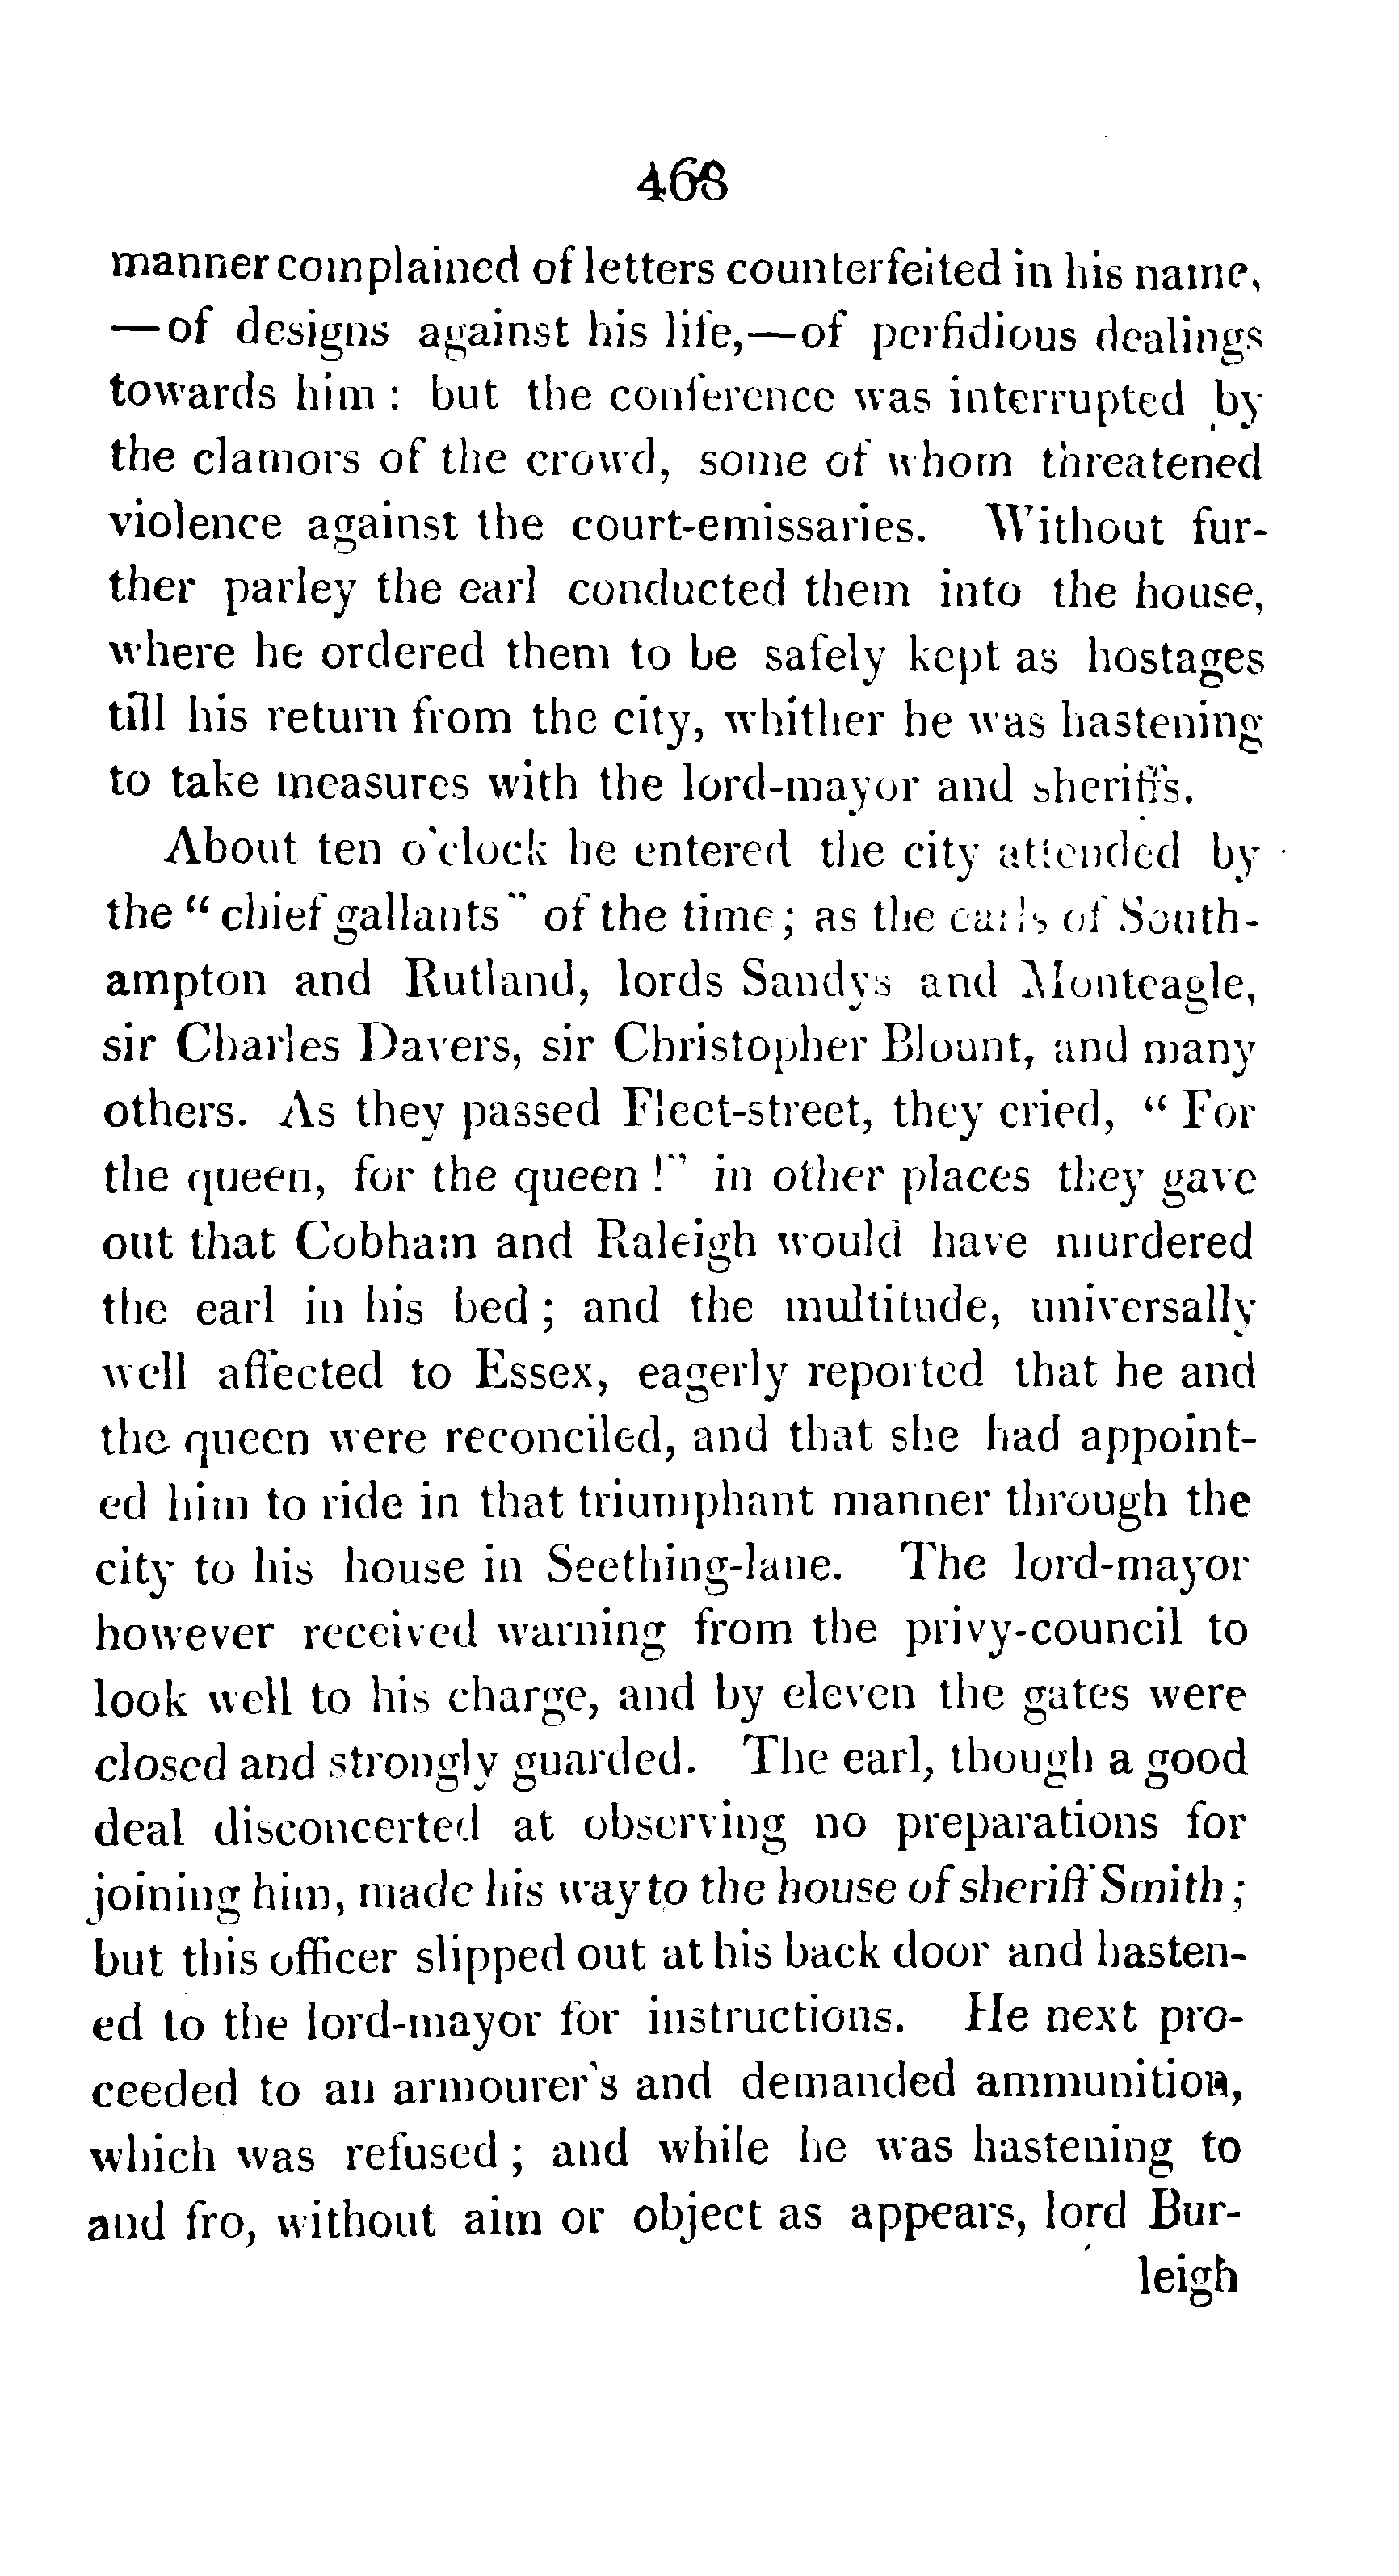 468
manner complained of letters counterfeited in his name,
—of designs against his life,—of perfidious dealings
towards him : but the conference was interrupted by
the clamors of the crowd, some of whom threatened
violence against the court-emissaries. Without fur-
ther parley the earl conducted them into the house,
where he ordered them to be safely kept as hostages
till his return from the city, whither he was hastening
to take measures with the lord-mayor and sheriffs.
About ten o'clock he entered the city attended by
the " chief gallants " of the time ; as the earls of South-
ampton and Rutland, lords Sandys and Monteagle,
sir Charles Davers, sir Christopher Blount, and many
others. As they passed Fleet-street, they cried, " For
the queen, for the queen !" in other places they gave
out that Cobham and Raleigh would have murdered
the earl in his bed ; and the multitude, universally
well affected to Essex, eagerly reported that he and
the queen were reconciled, and that she had appoint-
ed him to ride in that triumphant manner through the
city to his house in Seething-lane. The lord-mayor
however received warning from the privy-council to
look well to his charge, and by eleven the gates were
closed and strongly guarded. The earl, though a good
deal disconcerted at observing no preparations for
joining him, made his way to the house of sheriff Smith ;
but this officer slipped out at his back door and hasten-
ed to the lord-mayor for instructions. He next pro-
ceeded to an armourer's and demanded ammunition,
which was refused ; and while he was hastening to
and fro, without aim or object as appears, lord Bur-
leigh